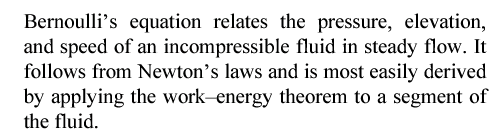 Bernoulli’s equation relates the pressure, elevation,
and speed of an incompressible fluid in steady flow. It
follows from Newton’s laws and is most easily derived
by applying the work–energy theorem to a segment of
the fluid.